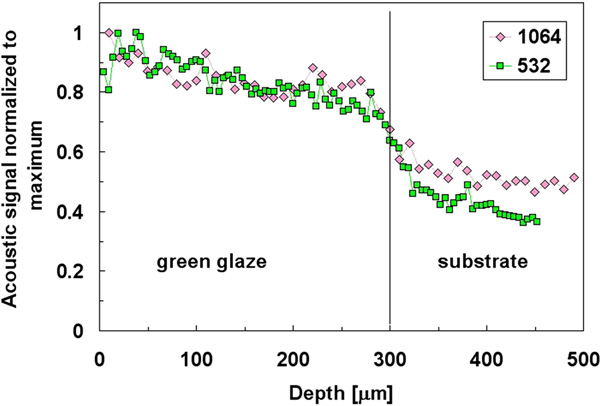 Acoustic signal normalized to
maximum
1
0.8
0.6
0.4
0.2
0
1064
532
green glaze
substrate
0
100
200
300
400
500
Depth [µm]